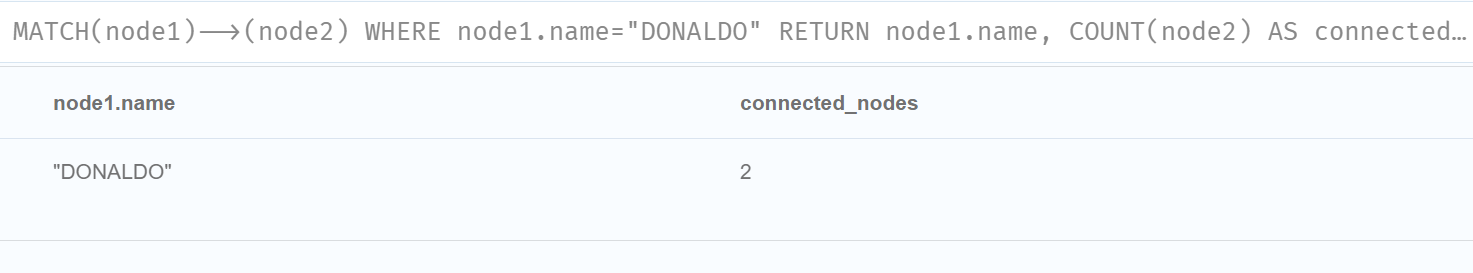 MATCH(node1)-->(node2) WHERE node1.name="DONALDO" RETURN node1.name, COUNT(node2) AS connected…
node1.name connected_nodes
"DONALDO" 2